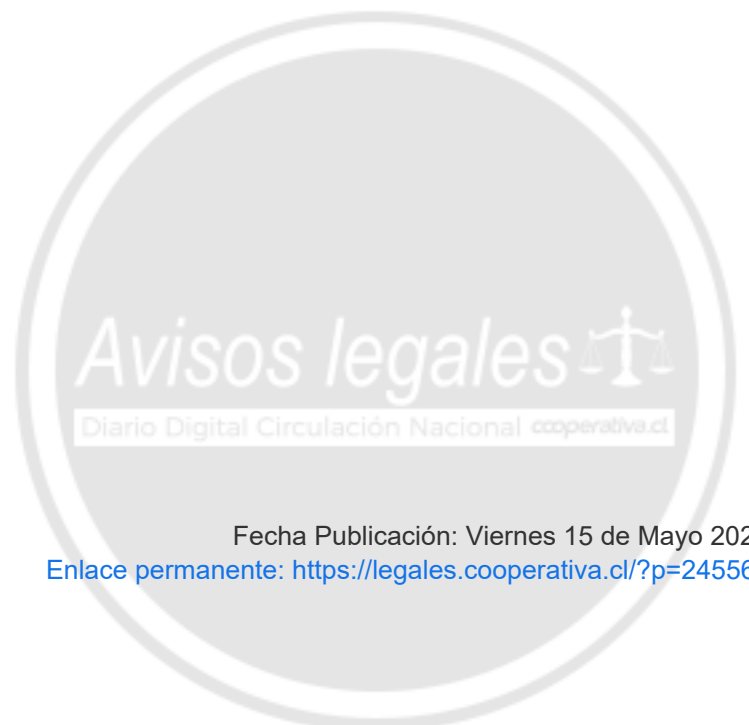 Avisos legales
Diario Digital Circulación Nacional cooperativa.cl
Fecha Publicación: Viernes 15 de Mayo 202
Enlace permanente: https://legales.cooperativa.cl/?p=24556